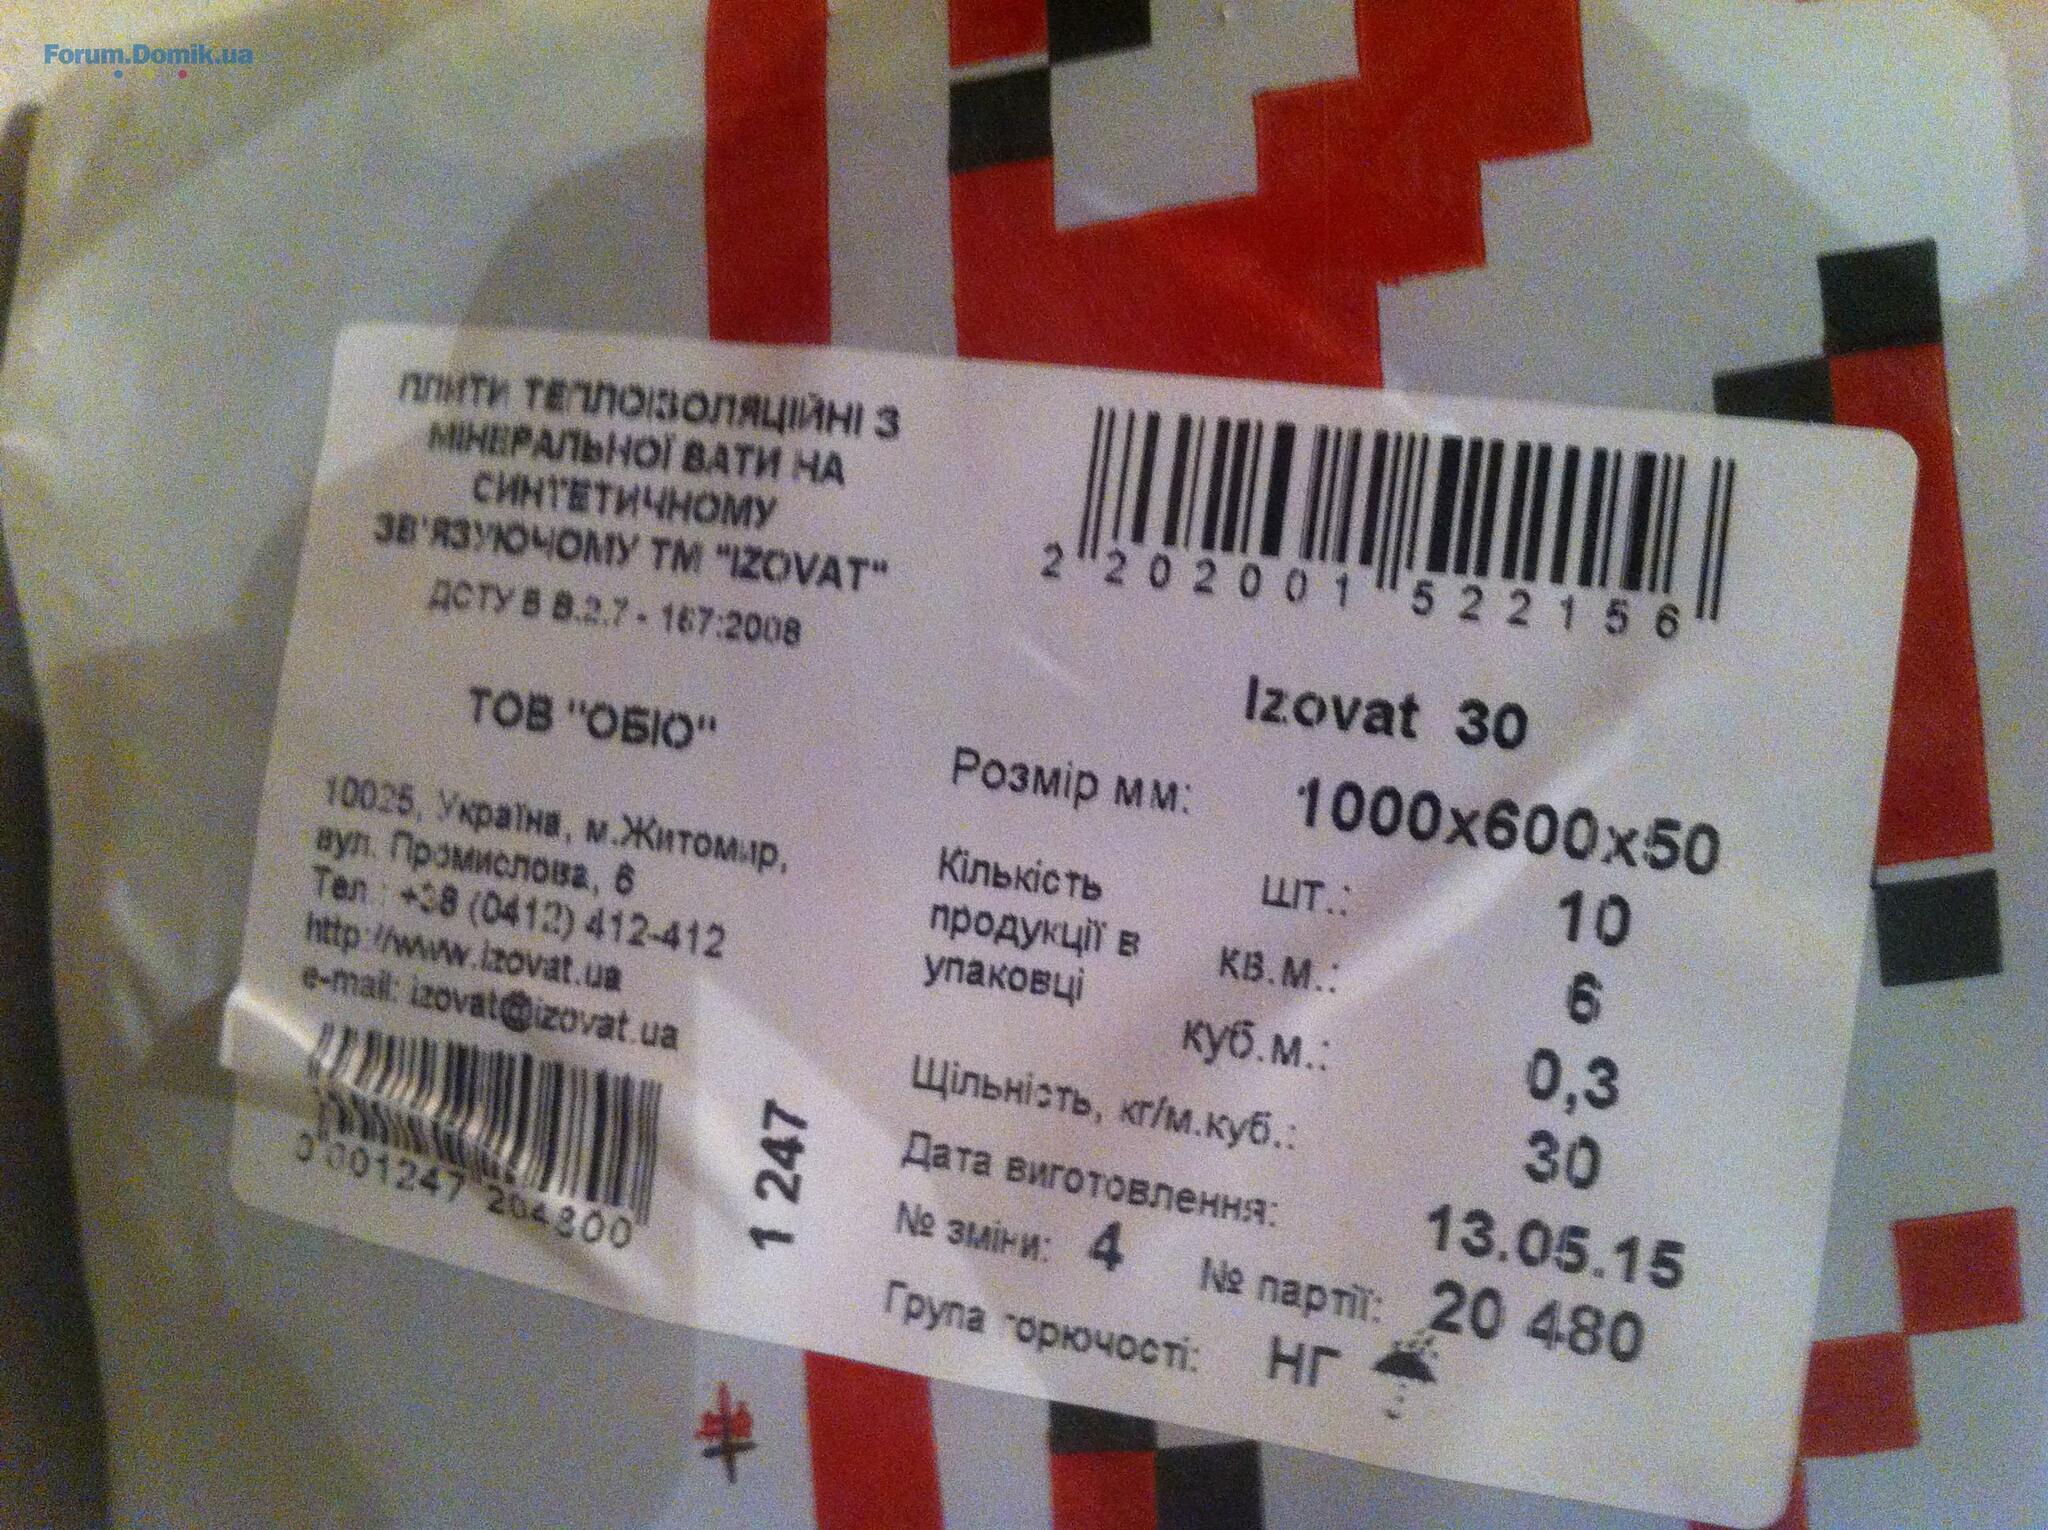 Forum.Domik.ua
ПЛИТИ ТЕПЛОІЗОЛЯЦІЙНІ З
МІНЕРАЛЬНОЇ ВАТИ НА
СИНТЕТИЧНОМУ
ЗВ'ЯЗУЮЧОМУ ТМ "IZOVAT"
ДСТУ Б В.2.7 - 167:2008
ТОВ "ОБІО"
10025, Україна, м.Житомир,
вул. Промислова, 6
Тел.: +38 (0412) 412-412
http://www.izovat.ua
e-mail: izovat@izovat.ua
0 001247 204800
1 247
2 202001 522156
Izovat 30
Розмір мм: 1000x600x50
Кількість продукції в упаковці
шт.: 10
кв.м.: 6
куб.м.: 0,3
Щільність, кг/м.куб.: 30
Дата виготовлення: 13.05.15
№ зміни: 4 № партії: 20 480
Група горючості: НГ